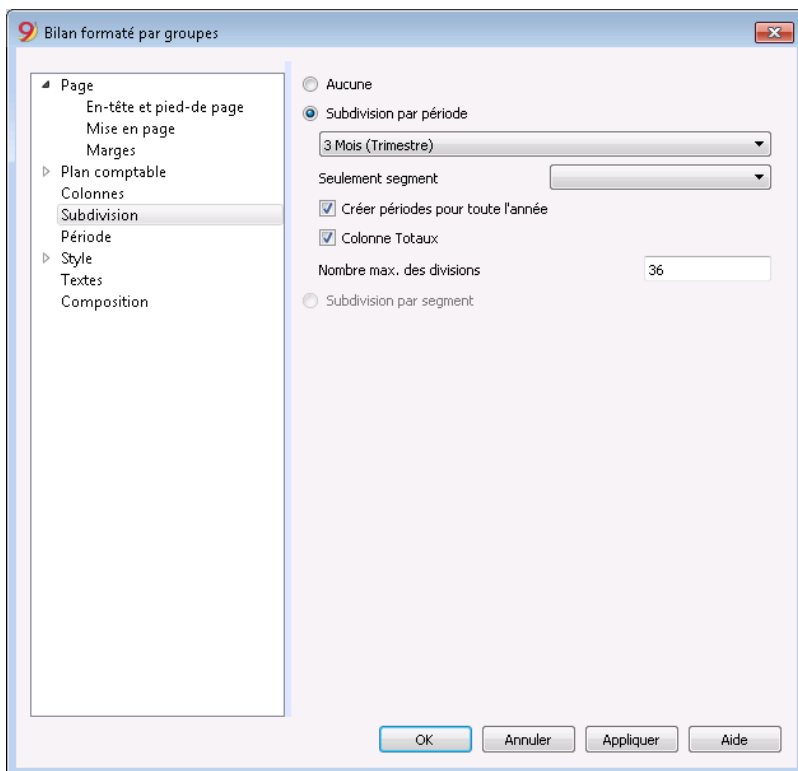 9 Bilan formaté par groupes
Page
En-tête et pied-de page
Mise en page
Marges
Plan comptable
Colonnes
Subdivision
Période
Style
Textes
Composition
Aucune
Subdivision par période
3 Mois (Trimestre)
Seulement segment
Créer périodes pour toute l'année
Colonne Totaux
Nombre max. des divisions 36
Subdivision par segment
OK Annuler Appliquer Aide